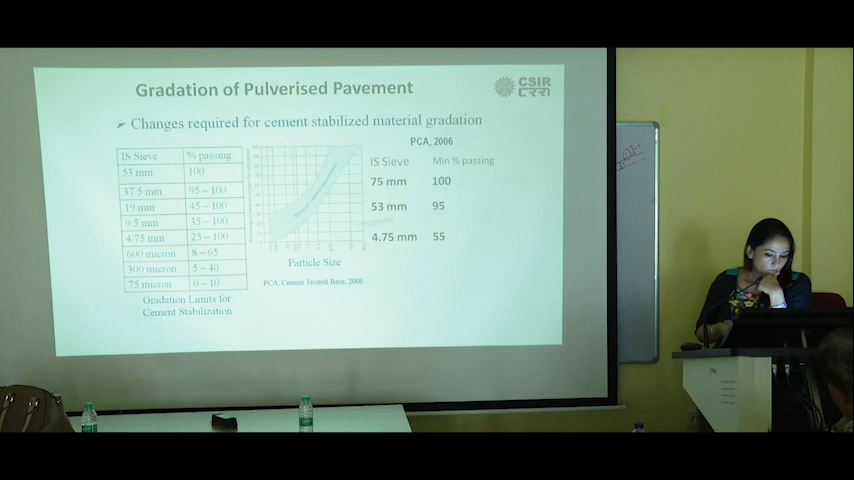 Gradation of Pulverised Pavement
CSIR
➤ Changes required for cement stabilized material gradation
PCA, 2006
IS Sieve % passing
53 mm 100
37.5 mm 95 – 100
19 mm 45 – 100
9.5 mm 35 – 100
4.75 mm 25 – 100
600 micron 8 – 65
300 micron 5 – 40
75 micron 0 – 10
Gradation Limits for
Cement Stabilization
Particle Size
PCA, Cement Treated Base, 2006
IS Sieve Min % passing
75 mm 100
53 mm 95
4.75 mm 55